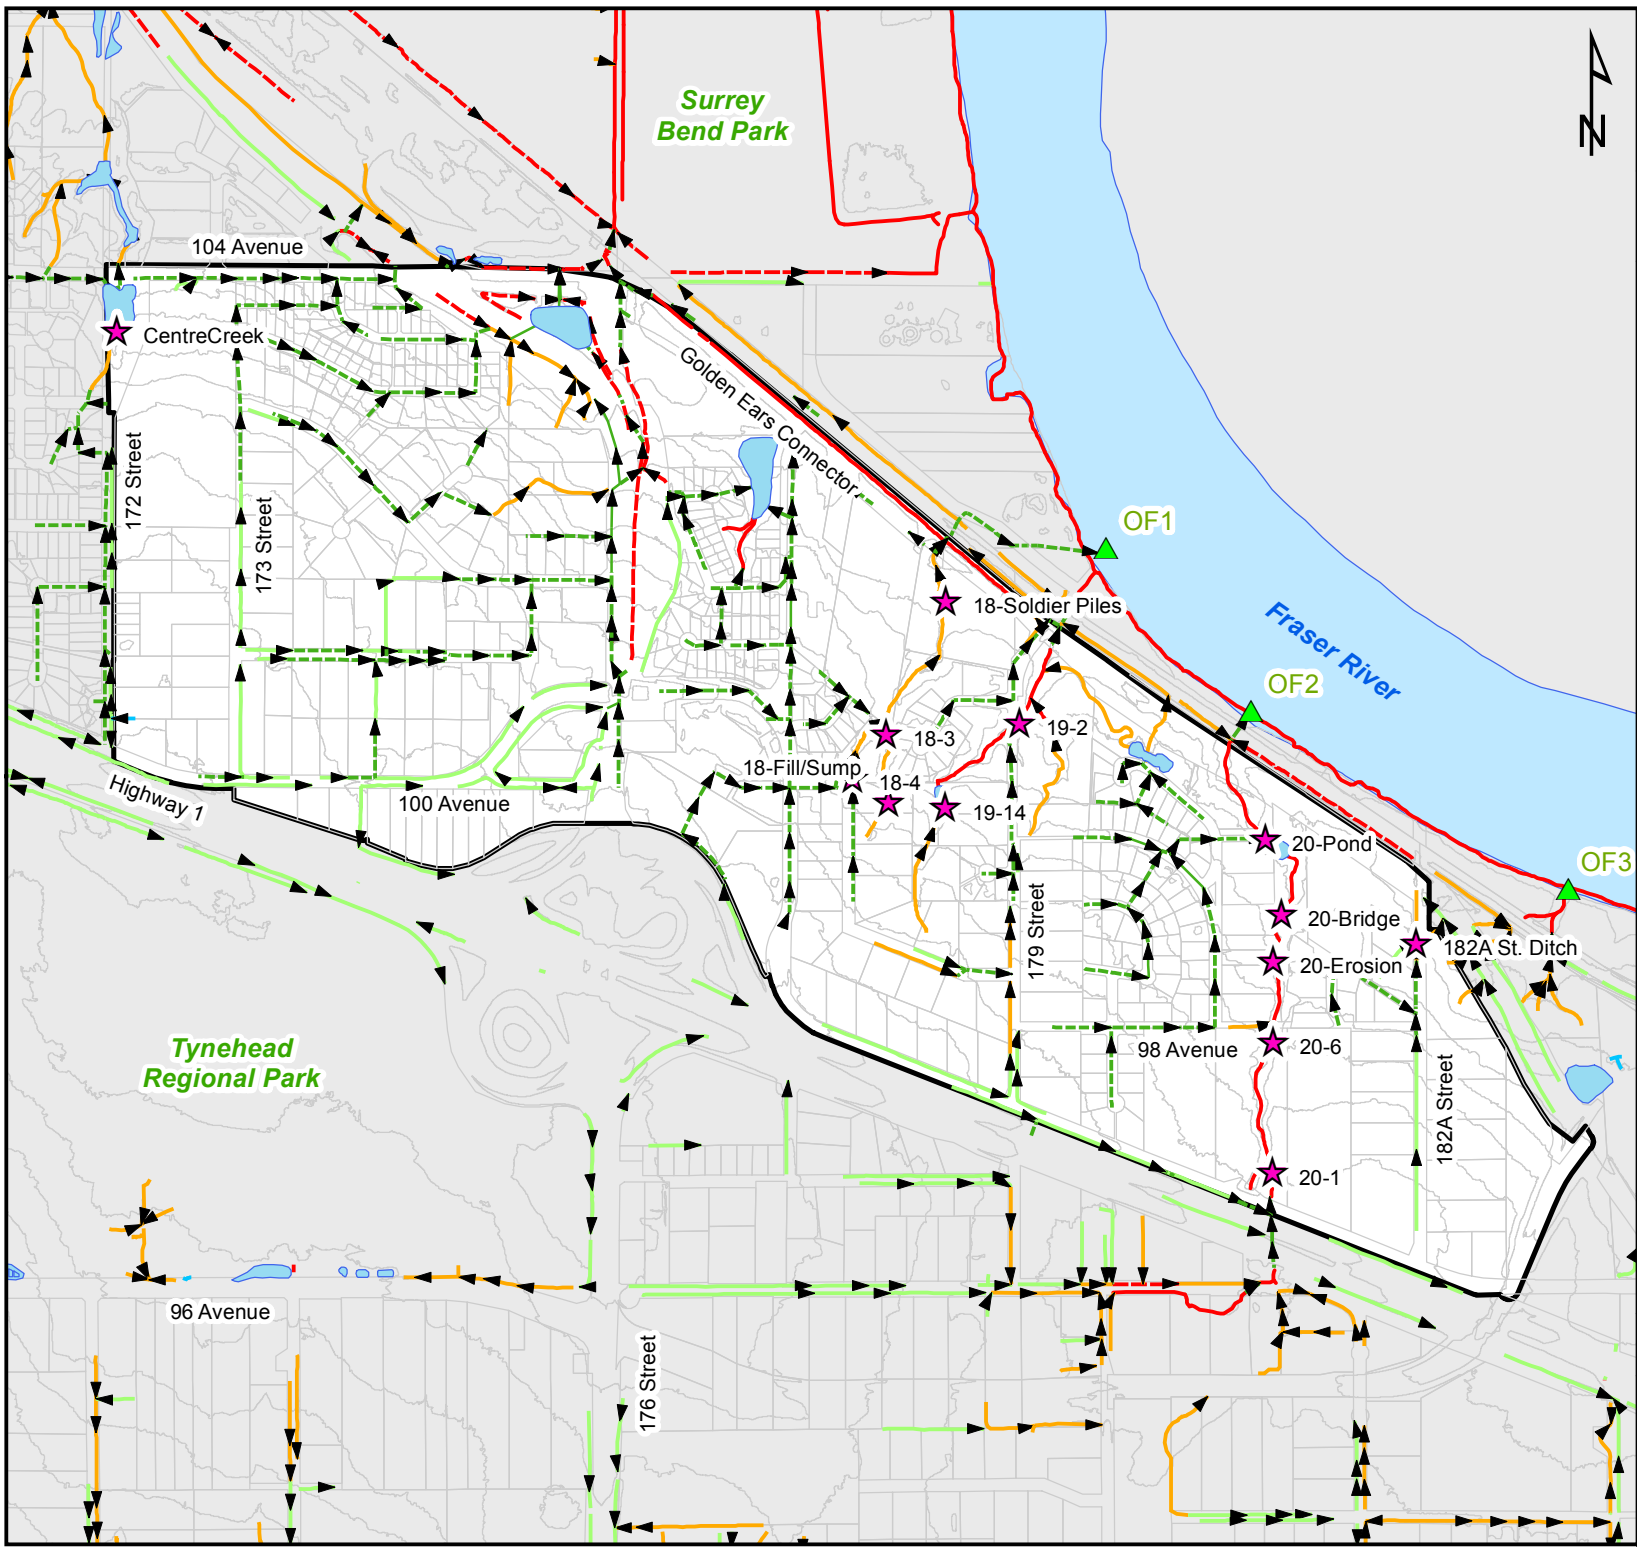 Surrey
Bend Park
N
104 Avenue
CentreCreek
Golden Ears Connector
172 Street
173 Street
OF1
18-Soldier Piles
Fraser River
OF2
18-3
19-2
18-Fill/Sump
18-4
19-14
Highway 1
100 Avenue
20-Pond
OF3
179 Street
20-Bridge
182A St. Ditch
20-Erosion
Tynehead
Regional Park
98 Avenue
20-6
182A Street
20-1
96 Avenue
176 Street